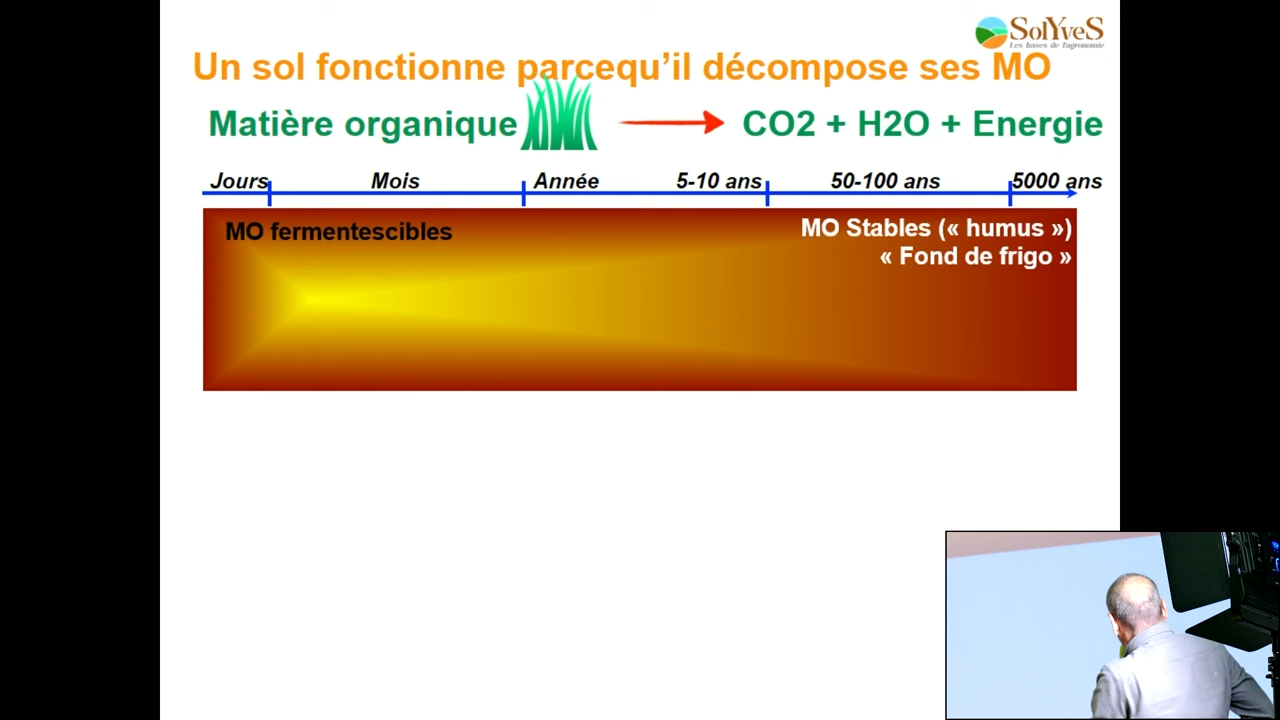 SolYveS
Les bases de l'agronomie
Un sol fonctionne parcequ'il décompose ses MO
Matière organique CO2 + H2O + Energie
Jours Mois Année 5-10 ans 50-100 ans 5000 ans
MO fermentescibles
MO Stables (« humus »)
« Fond de frigo »